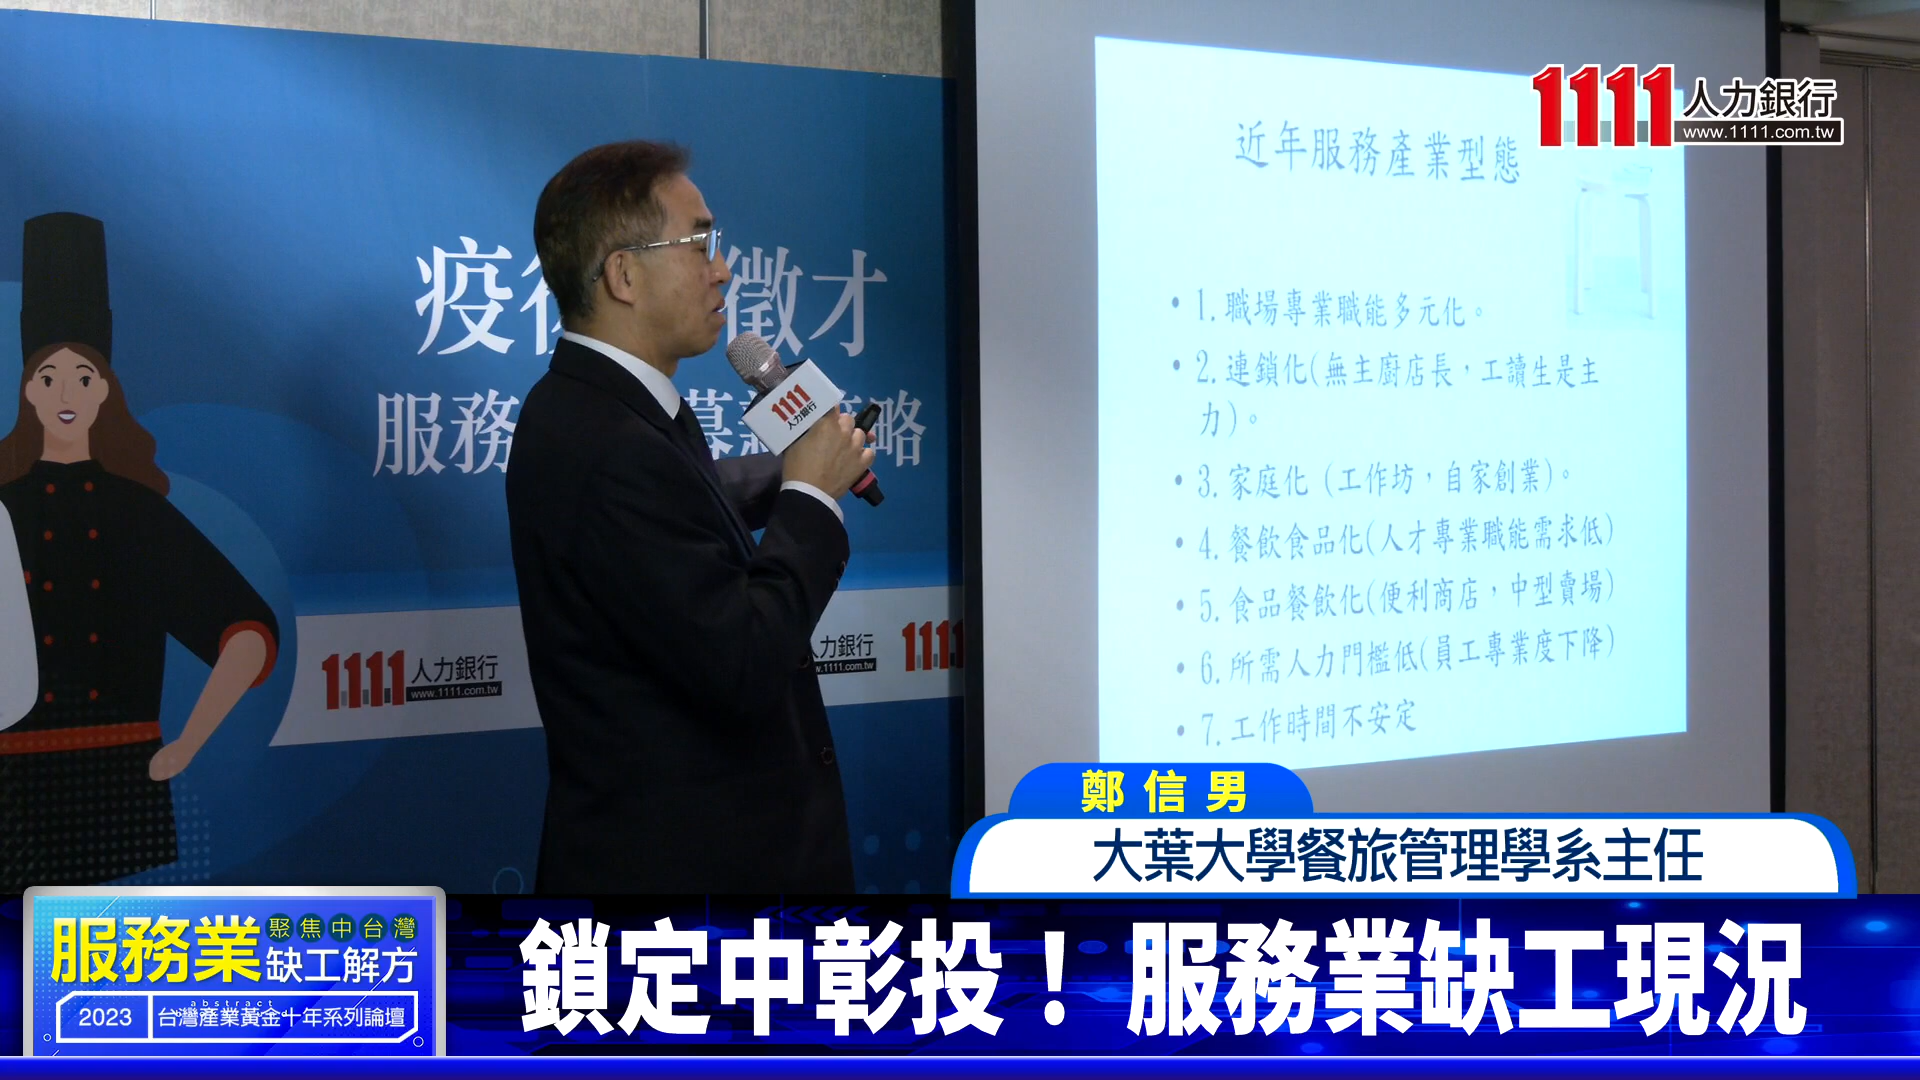 1111人力銀行
www.1111.com.tw
近年服務產業型態
• 1. 職場專業職能多元化。
• 2. 連鎖化(無主廚店長，工讀生是主
力)。
• 3. 家庭化 (工作坊，自家創業)。
• 4. 餐飲食品化(人才專業職能需求低)
• 5. 食品餐飲化(便利商店，中型賣場)
• 6. 所需人力門檻低(員工專業度下降)
• 7. 工作時間不安定
疫 徵才
服務 略
1111
人力銀行
1111人力銀行
www.1111.com.tw
人力銀行
.1111.com.tw
1111
鄭信男
大葉大學餐旅管理學系主任
服務業 聚焦中台灣
缺工解方
abstract
2023 台灣產業黃金十年系列論壇
鎖定中彰投！服務業缺工現況